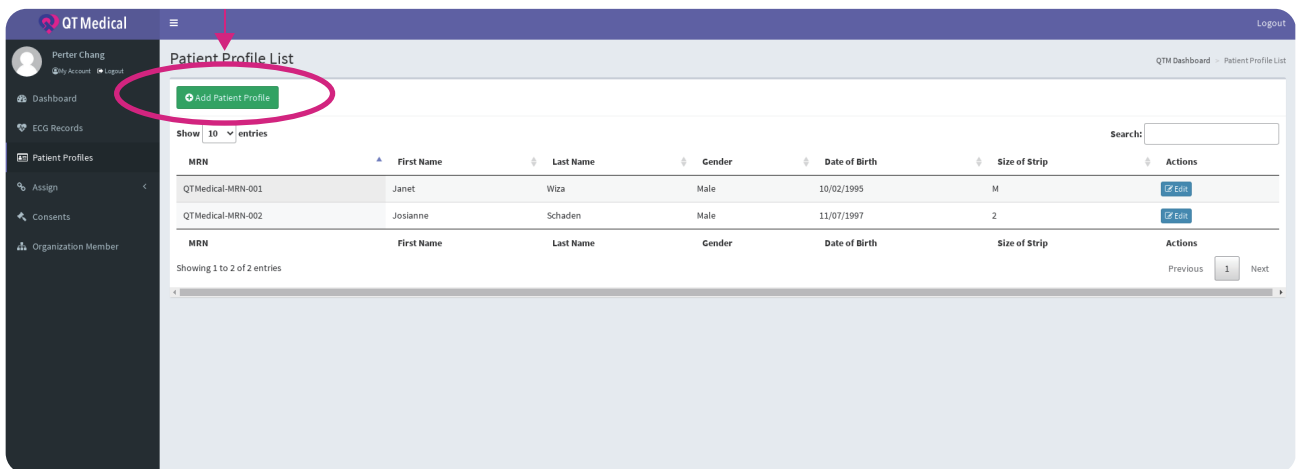 QT Medical
Logout
Perter Chang
My Account Logout
Patient Profile List
QTM Dashboard > Patient Profile List
Dashboard
Add Patient Profile
ECG Records
Show 10 entries
Search:
Patient Profiles
MRN First Name Last Name Gender Date of Birth Size of Strip Actions
Assign
QTMedical-MRN-001 Janet Wiza Male 10/02/1995 M Edit
Consents
QTMedical-MRN-002 Josianne Schaden Male 11/07/1997 2 Edit
Organization Member
MRN First Name Last Name Gender Date of Birth Size of Strip Actions
Showing 1 to 2 of 2 entries
Previous 1 Next